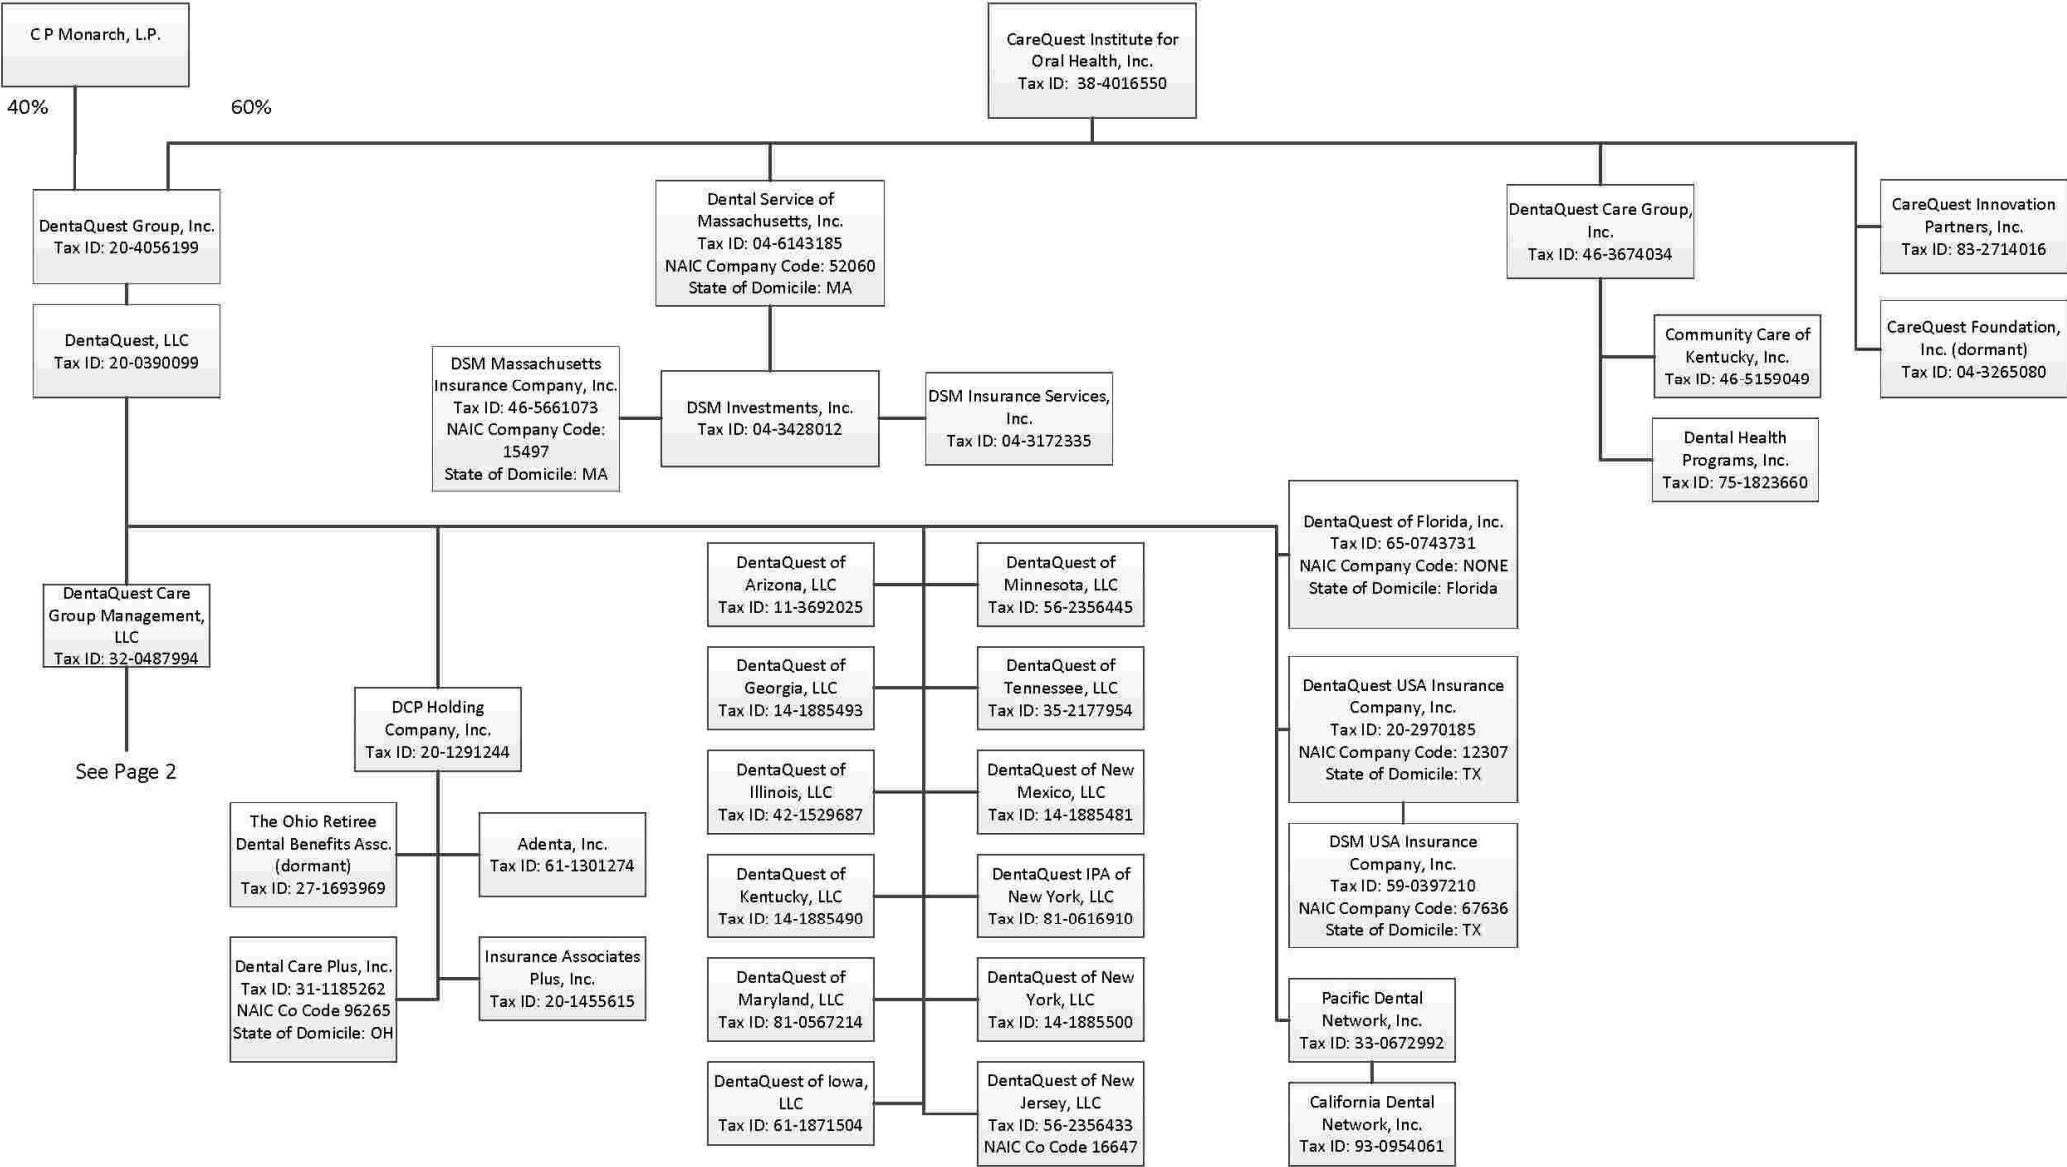 C P Monarch, L.P.
CareQuest Institute for
Oral Health, Inc.
Tax ID: 38-4016550
40%
60%
DentaQuest Group, Inc.
Tax ID: 20-4056199
Dental Service of
Massachusetts, Inc.
Tax ID: 04-6143185
NAIC Company Code: 52060
State of Domicile: MA
DentaQuest Care Group,
Inc.
Tax ID: 46-3674034
CareQuest Innovation
Partners, Inc.
Tax ID: 83-2714016
DentaQuest, LLC
Tax ID: 20-0390099
CareQuest Foundation,
Inc. (dormant)
Tax ID: 04-3265080
Community Care of
Kentucky, Inc.
Tax ID: 46-5159049
DSM Massachusetts
Insurance Company, Inc.
Tax ID: 46-5661073
NAIC Company Code:
15497
State of Domicile: MA
DSM Investments, Inc.
Tax ID: 04-3428012
DSM Insurance Services,
Inc.
Tax ID: 04-3172335
Dental Health
Programs, Inc.
Tax ID: 75-1823660
DentaQuest Care
Group Management,
LLC
Tax ID: 32-0487994
See Page 2
DCP Holding
Company, Inc.
Tax ID: 20-1291244
The Ohio Retiree
Dental Benefits Assc.
(dormant)
Tax ID: 27-1693969
Adenta, Inc.
Tax ID: 61-1301274
Dental Care Plus, Inc.
Tax ID: 31-1185262
NAIC Co Code 96265
State of Domicile: OH
Insurance Associates
Plus, Inc.
Tax ID: 20-1455615
DentaQuest of
Arizona, LLC
Tax ID: 11-3692025
DentaQuest of
Minnesota, LLC
Tax ID: 56-2356445
DentaQuest of
Georgia, LLC
Tax ID: 14-1885493
DentaQuest of
Tennessee, LLC
Tax ID: 35-2177954
DentaQuest of
Illinois, LLC
Tax ID: 42-1529687
DentaQuest of New
Mexico, LLC
Tax ID: 14-1885481
DentaQuest of
Kentucky, LLC
Tax ID: 14-1885490
DentaQuest IPA of
New York, LLC
Tax ID: 81-0616910
DentaQuest of
Maryland, LLC
Tax ID: 81-0567214
DentaQuest of New
York, LLC
Tax ID: 14-1885500
DentaQuest of Iowa,
LLC
Tax ID: 61-1871504
DentaQuest of New
Jersey, LLC
Tax ID: 56-2356433
NAIC Co Code 16647
DentaQuest of Florida, Inc.
Tax ID: 65-0743731
NAIC Company Code: NONE
State of Domicile: Florida
DentaQuest USA Insurance
Company, Inc.
Tax ID: 20-2970185
NAIC Company Code: 12307
State of Domicile: TX
DSM USA Insurance
Company, Inc.
Tax ID: 59-0397210
NAIC Company Code: 67636
State of Domicile: TX
Pacific Dental
Network, Inc.
Tax ID: 33-0672992
California Dental
Network, Inc.
Tax ID: 93-0954061